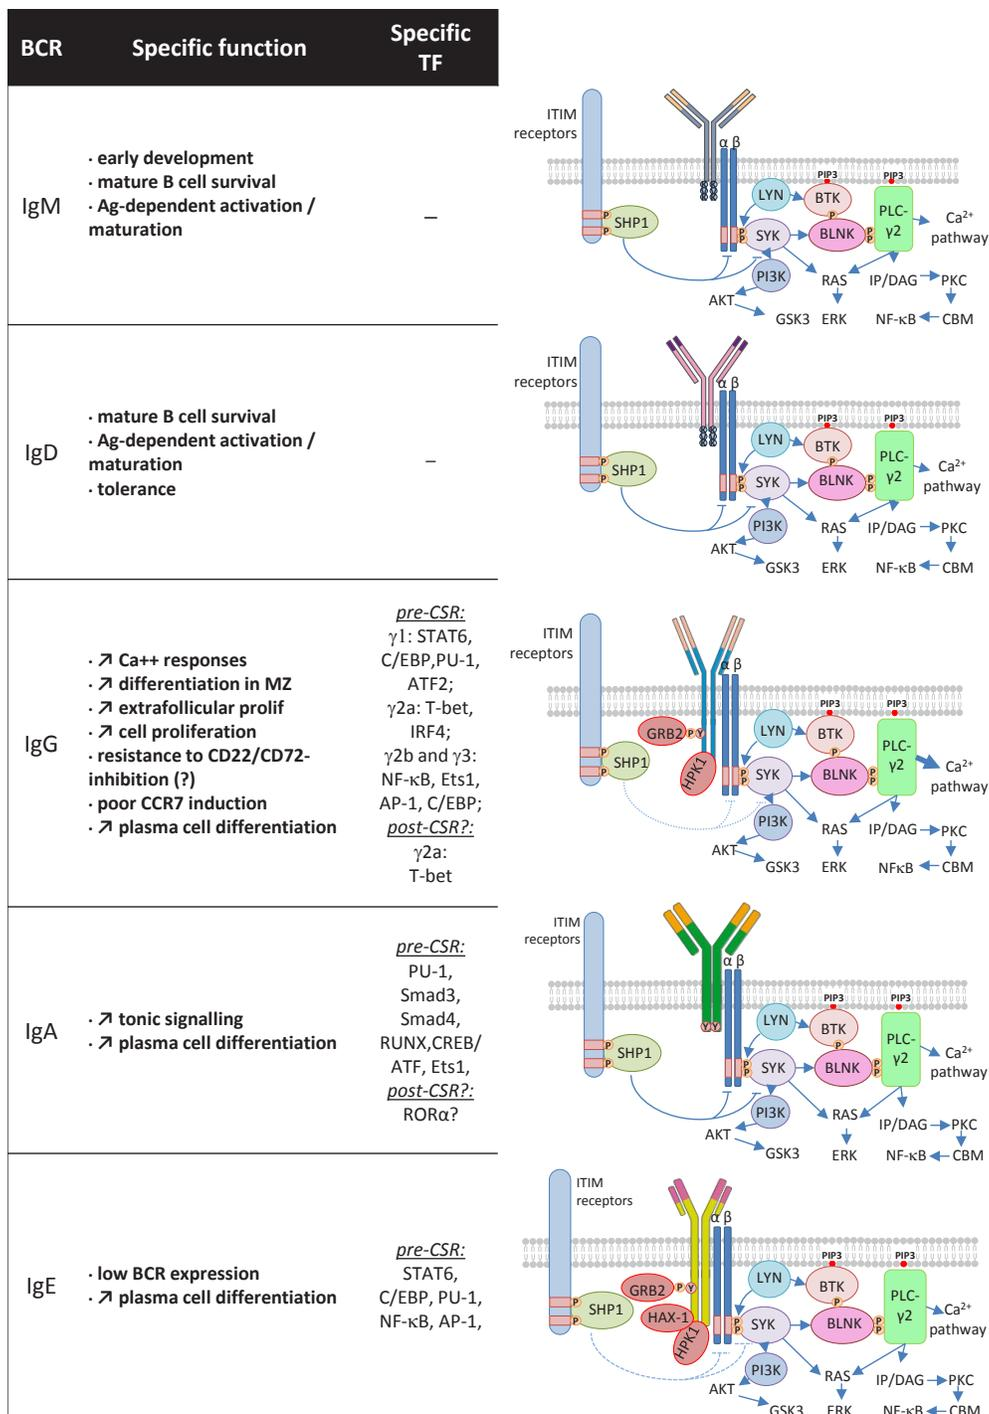 BCR
Specific function
Specific
TF
IgM
· early development
· mature B cell survival
· Ag-dependent activation /
maturation
–
ITIM
receptors
α β
P
P
SHP1
LYN
P
P
SYK
PI3K
AKT
GSK3
PIP3
BTK
P
BLNK
P
P
PIP3
PLC-
γ2
Ca2+
pathway
RAS
ERK
IP/DAG
PKC
NF-κB
CBM
IgD
· mature B cell survival
· Ag-dependent activation /
maturation
· tolerance
–
ITIM
receptors
α β
P
P
SHP1
LYN
P
P
SYK
PI3K
AKT
GSK3
PIP3
BTK
P
BLNK
P
P
PIP3
PLC-
γ2
Ca2+
pathway
RAS
ERK
IP/DAG
PKC
NF-κB
CBM
IgG
· ↗ Ca++ responses
· ↗ differentiation in MZ
· ↗ extrafollicular prolif
· ↗ cell proliferation
· resistance to CD22/CD72-
inhibition (?)
· poor CCR7 induction
· ↗ plasma cell differentiation
pre-CSR:
γ1: STAT6,
C/EBP,PU-1,
ATF2;
γ2a: T-bet,
IRF4;
γ2b and γ3:
NF-κB, Ets1,
AP-1, C/EBP;
post-CSR?:
γ2a:
T-bet
ITIM
receptors
α β
P
P
SHP1
GRB2
P
Y
HPK1
LYN
P
P
SYK
PI3K
AKT
GSK3
PIP3
BTK
P
BLNK
P
P
PIP3
PLC-
γ2
Ca2+
pathway
RAS
ERK
IP/DAG
PKC
NFκB
CBM
IgA
· ↗ tonic signalling
· ↗ plasma cell differentiation
pre-CSR:
PU-1,
Smad3,
Smad4,
RUNX,CREB/
ATF, Ets1,
post-CSR?:
RORα?
ITIM
receptors
α β
Y Y
P
P
SHP1
LYN
P
P
SYK
PI3K
AKT
GSK3
PIP3
BTK
P
BLNK
P
P
PIP3
PLC-
γ2
Ca2+
pathway
RAS
ERK
IP/DAG
PKC
NF-κB
CBM
IgE
· low BCR expression
· ↗ plasma cell differentiation
pre-CSR:
STAT6,
C/EBP, PU-1,
NF-κB, AP-1,
ITIM
receptors
α β
P
P
SHP1
GRB2
P
Y
HAX-1
HPK1
LYN
P
P
SYK
PI3K
AKT
GSK3
PIP3
BTK
P
BLNK
P
P
PIP3
PLC-
γ2
Ca2+
pathway
RAS
ERK
IP/DAG
PKC
NF-κB
CBM